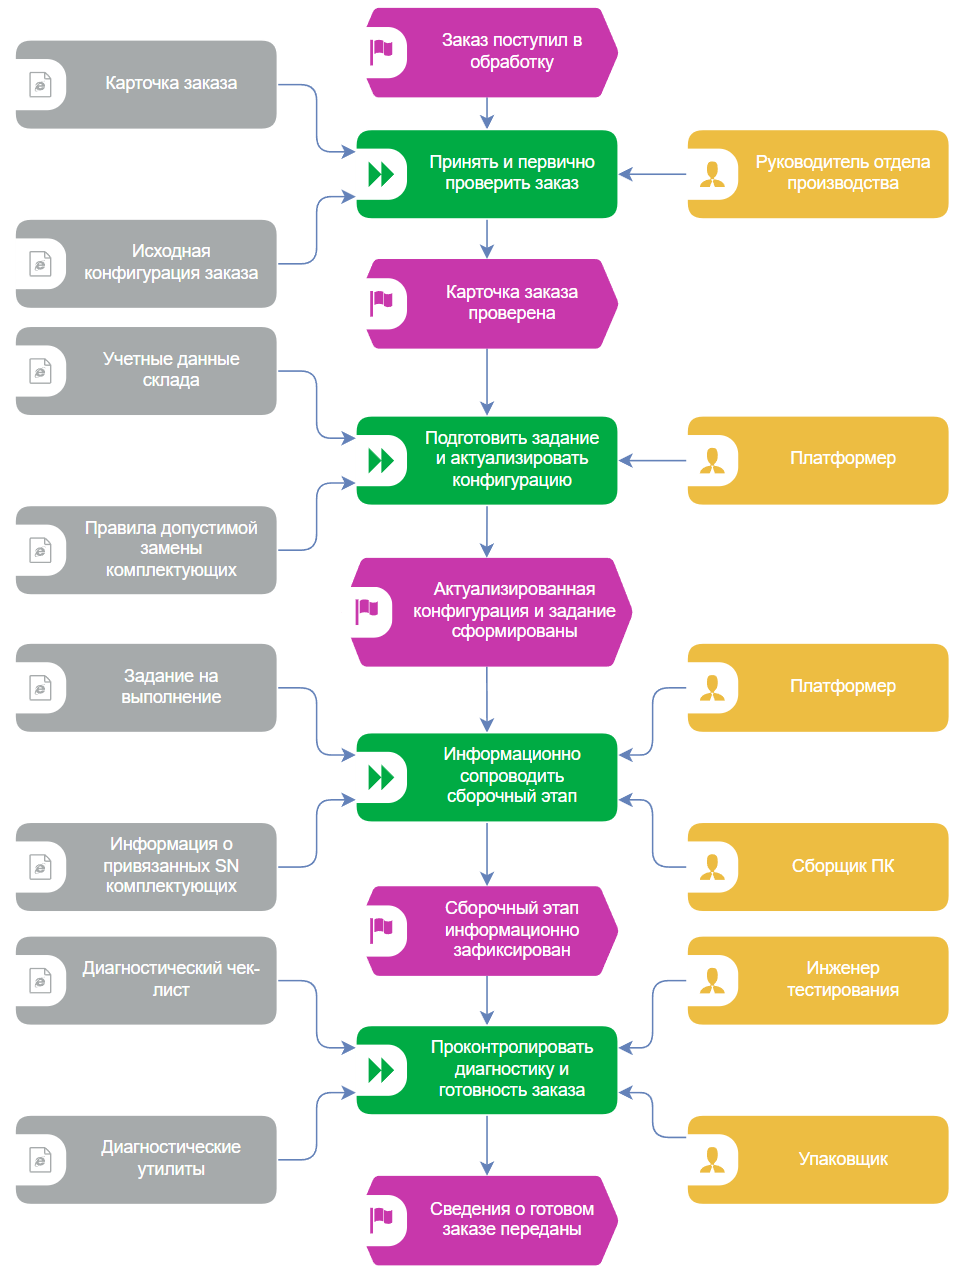 Заказ поступил в
обработку
Карточка заказа
Принять и первично
проверить заказ
Руководитель отдела
производства
Исходная
конфигурация заказа
Карточка заказа
проверена
Учетные данные
склада
Подготовить задание
и актуализировать
конфигурацию
Платформер
Правила допустимой
замены
комплектующих
Актуализированная
конфигурация и задание
сформированы
Задание на
выполнение
Платформер
Информационно
сопроводить
сборочный этап
Информация о
привязанных SN
комплектующих
Сборщик ПК
Сборочный этап
информационно
зафиксирован
Диагностический чек-
лист
Инженер
тестирования
Проконтролировать
диагностику и
готовность заказа
Диагностические
утилиты
Упаковщик
Сведения о готовом
заказе переданы